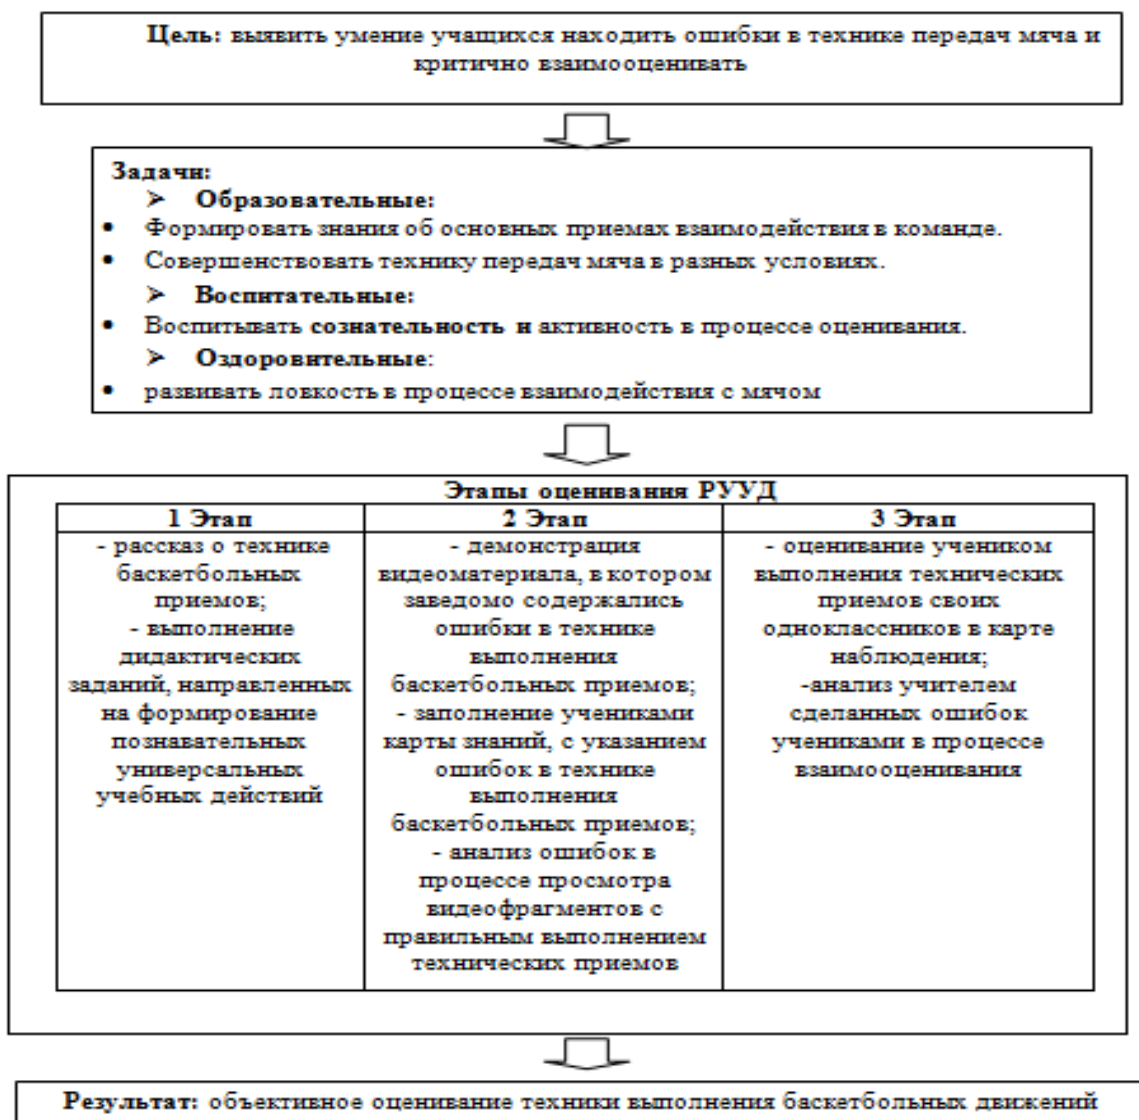 Цель: выявить умение учащихся находить ошибки в технике передач мяча и
критично взаимооценивать
Задачи:
➢ Образовательные:
• Формировать знания об основных приемах взаимодействия в команде.
• Совершенствовать технику передач мяча в разных условиях.
➢ Воспитательные:
• Воспитывать сознательность и активность в процессе оценивания.
➢ Оздоровительные:
• развивать ловкость в процессе взаимодействия с мячом
Этапы оценивания РУУД
1 Этап
- рассказ о технике
баскетбольных
приемов;
- выполнение
дидактических
заданий, направленных
на формирование
познавательных
универсальных
учебных действий
2 Этап
- демонстрация
видеоматериала, в котором
заведомо содержались
ошибки в технике
выполнения
баскетбольных приемов;
- заполнение учениками
карты знаний, с указанием
ошибок в технике
выполнения
баскетбольных приемов;
- анализ ошибок в
процессе просмотра
видеофрагментов с
правильным выполнением
технических приемов
3 Этап
- оценивание учеником
выполнения технических
приемов своих
одноклассников в карте
наблюдения;
-анализ учителем
сделанных ошибок
учениками в процессе
взаимооценивания
Результат: объективное оценивание техники выполнения баскетбольных движений